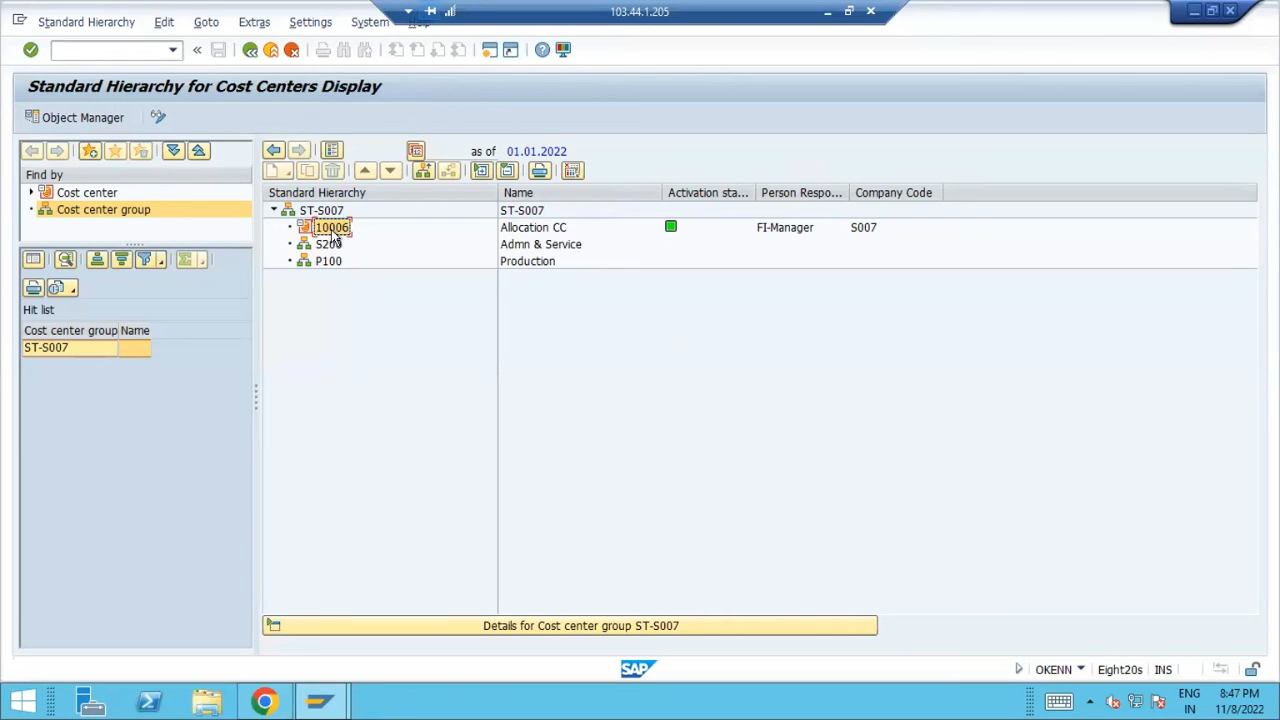 103.44.1.205
Standard Hierarchy Edit Goto Extras Settings System
Standard Hierarchy for Cost Centers Display
Object Manager
as of 01.01.2022
Find by
Cost center
Cost center group
Hit list
Cost center group Name
ST-S007
Standard Hierarchy Name Activation sta... Person Respo... Company Code
ST-S007 ST-S007
10006 Allocation CC FI-Manager S007
S200 Admn & Service
P100 Production
Details for Cost center group ST-S007
SAP
OKENN Eight20s INS
ENG 8:47 PM
IN 11/8/2022